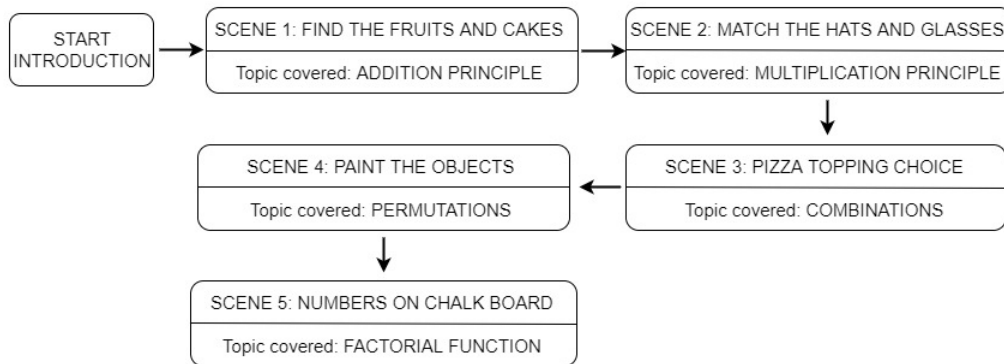 START
INTRODUCTION
SCENE 1: FIND THE FRUITS AND CAKES
Topic covered: ADDITION PRINCIPLE
SCENE 2: MATCH THE HATS AND GLASSES
Topic covered: MULTIPLICATION PRINCIPLE
SCENE 3: PIZZA TOPPING CHOICE
Topic covered: COMBINATIONS
SCENE 4: PAINT THE OBJECTS
Topic covered: PERMUTATIONS
SCENE 5: NUMBERS ON CHALK BOARD
Topic covered: FACTORIAL FUNCTION